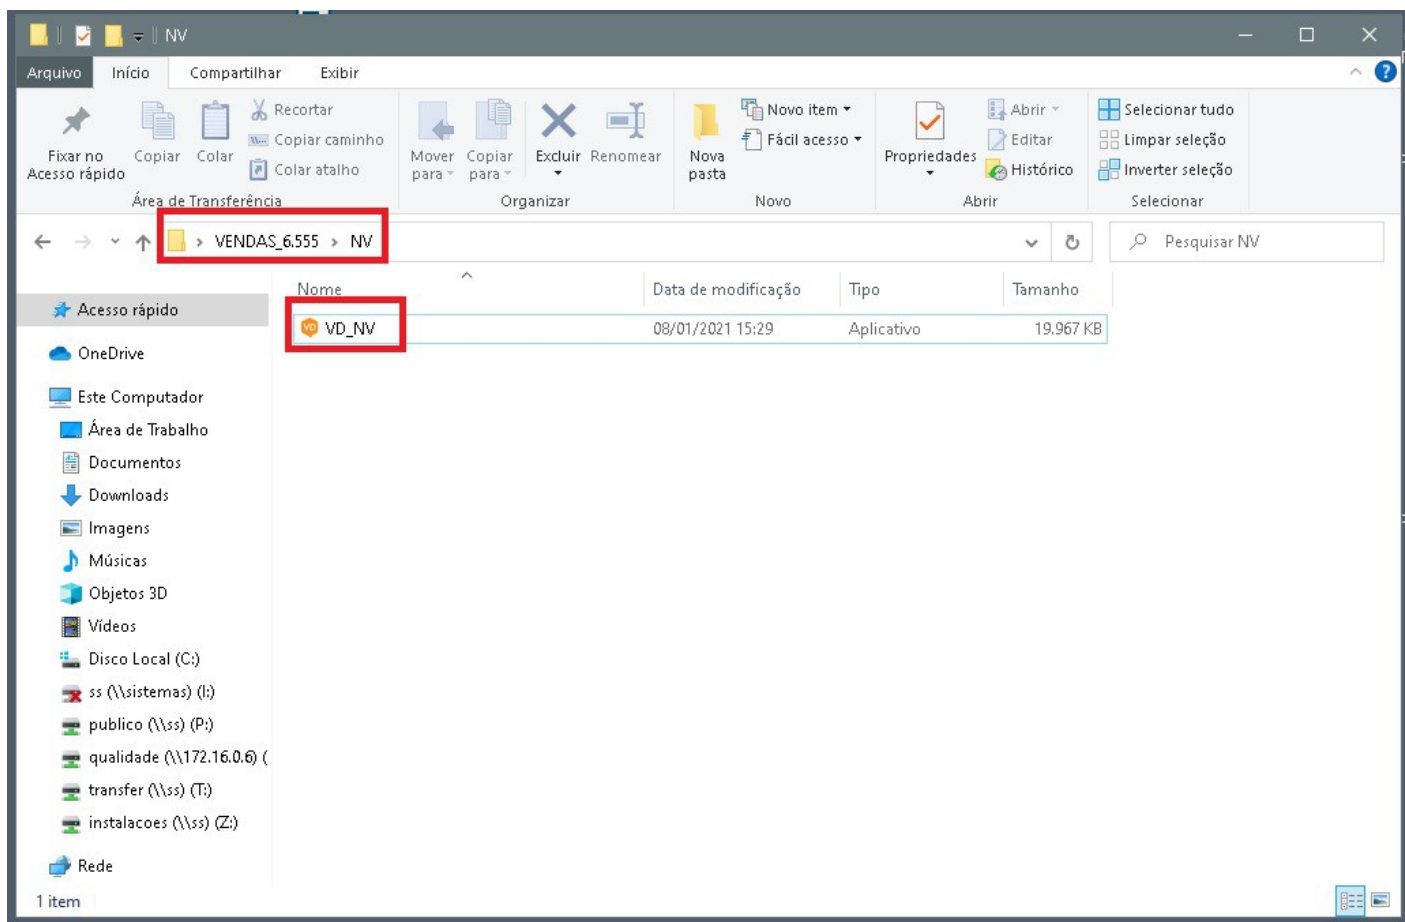 NV
Arquivo Início Compartilhar Exibir
Fixar no Acesso rápido
Copiar
Colar
Recortar
Copiar caminho
Colar atalho
Área de Transferência
Mover para
Copiar para
Excluir
Renomear
Organizar
Nova pasta
Novo item
Fácil acesso
Novo
Propriedades
Abrir
Editar
Histórico
Abrir
Selecionar tudo
Limpar seleção
Inverter seleção
Selecionar
VENDAS_6.555 > NV
Pesquisar NV
Nome Data de modificação Tipo Tamanho
VD VD_NV 08/01/2021 15:29 Aplicativo 19.967 KB
Acesso rápido
OneDrive
Este Computador
Área de Trabalho
Documentos
Downloads
Imagens
Músicas
Objetos 3D
Vídeos
Disco Local (C:)
ss (\\sistemas) (I:)
publico (\\ss) (P:)
qualidade (\\172.16.0.6) (
transfer (\\ss) (T:)
instalacoes (\\ss) (Z:)
Rede
1 item